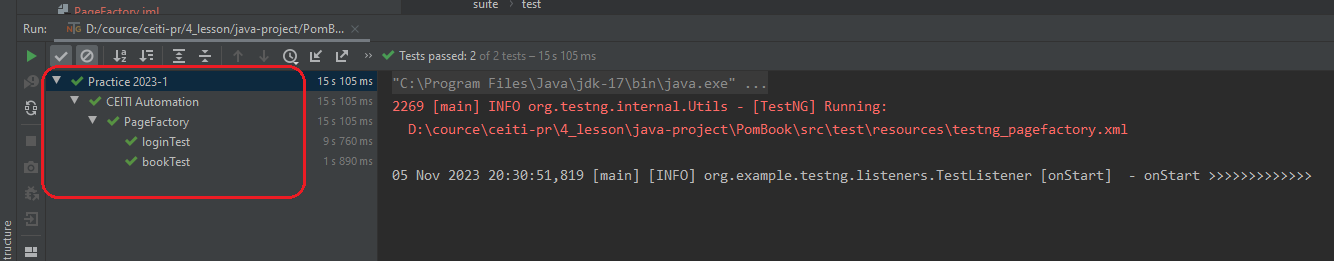 PageFactory.iml
suite > test
Run: D:/cource/ceiti-pr/4_lesson/java-project/PomB... ×
>> Tests passed: 2 of 2 tests – 15 s 105 ms
Practice 2023-1 15 s 105 ms
CEITI Automation 15 s 105 ms
PageFactory 15 s 105 ms
loginTest 9 s 760 ms
bookTest 1 s 890 ms
"C:\Program Files\Java\jdk-17\bin\java.exe" ...
2269 [main] INFO org.testng.internal.Utils - [TestNG] Running:
D:\cource\ceiti-pr\4_lesson\java-project\PomBook\src\test\resources\testng_pagefactory.xml
05 Nov 2023 20:30:51,819 [main] [INFO] org.example.testng.listeners.TestListener [onStart]  - onStart >>>>>>>>>>>>>
tructure